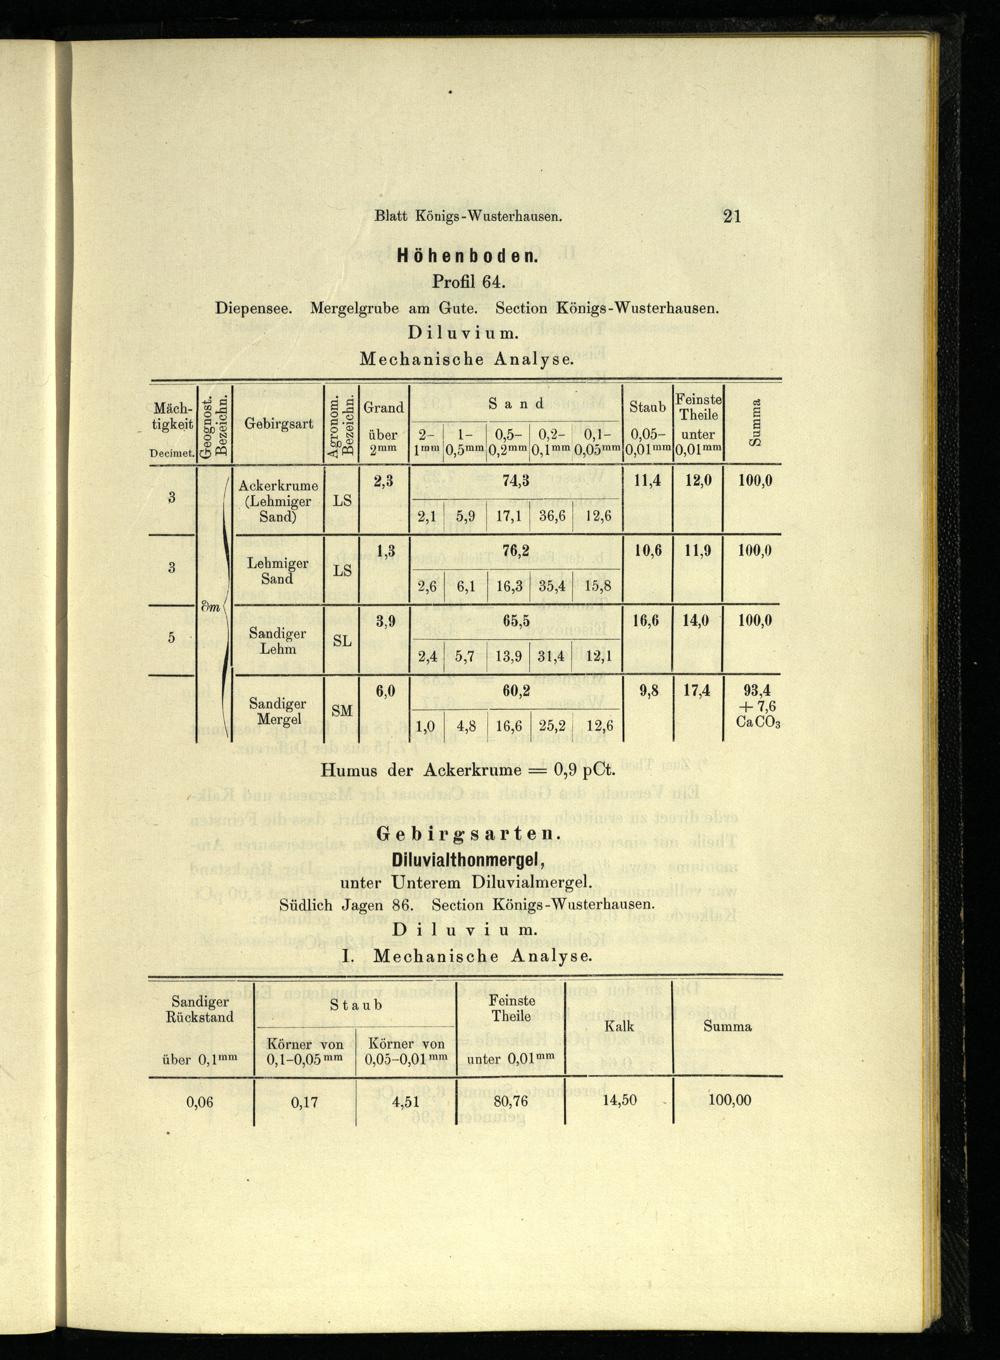 Blatt Königs-Wusterhausen. 21
Höhenboden.
Profil 64.
Diepensee. Mergelgrube am Gute. Section Königs-Wusterhausen.
Diluvium.
Mechanische Analyse.
Mäch-
tigkeit
Decimet.
Geognost.
Bezeichn.
Gebirgsart
Agronom.
Bezeichn.
Grand
über
2mm
Sand
2-
1mm
1-
0,5mm
0,5-
0,2mm
0,2-
0,1mm
0,1-
0,05mm
Staub
0,05-
0,01mm
Feinste
Theile
unter
0,01mm
Summa
3
Ackerkrume
(Lehmiger
Sand)
LS
2,3 74,3 11,4 12,0 100,0
2,1 5,9 17,1 36,6 12,6
3
Lehmiger
Sand
LS
1,3 76,2 10,6 11,9 100,0
2,6 6,1 16,3 35,4 15,8
∂m
5
Sandiger
Lehm
SL
3,9 65,5 16,6 14,0 100,0
2,4 5,7 13,9 31,4 12,1
Sandiger
Mergel
SM
6,0 60,2 9,8 17,4 93,4
+ 7,6
CaCO3
1,0 4,8 16,6 25,2 12,6
Humus der Ackerkrume = 0,9 pCt.
Gebirgsarten.
Diluvialthonmergel,
unter Unterem Diluvialmergel.
Südlich Jagen 86. Section Königs-Wusterhausen.
Diluvium.
I. Mechanische Analyse.
Sandiger
Rückstand
über 0,1mm
Staub
Körner von
0,1-0,05mm
Körner von
0,05-0,01mm
Feinste
Theile
unter 0,01mm
Kalk
Summa
0,06 0,17 4,51 80,76 14,50 100,00